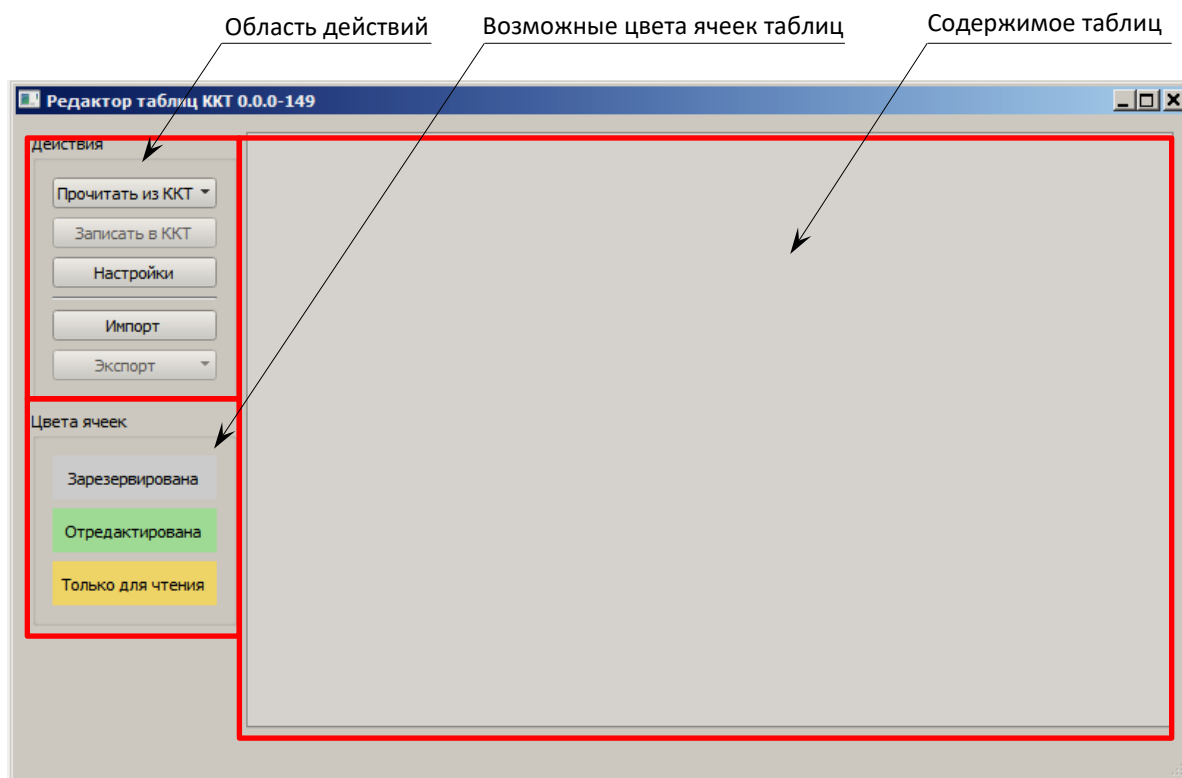 Область действий
Возможные цвета ячеек таблиц
Содержимое таблиц
Редактор таблиц ККТ 0.0.0-149
Действия
Прочитать из ККТ
Записать в ККТ
Настройки
Импорт
Экспорт
Цвета ячеек
Зарезервирована
Отредактирована
Только для чтения